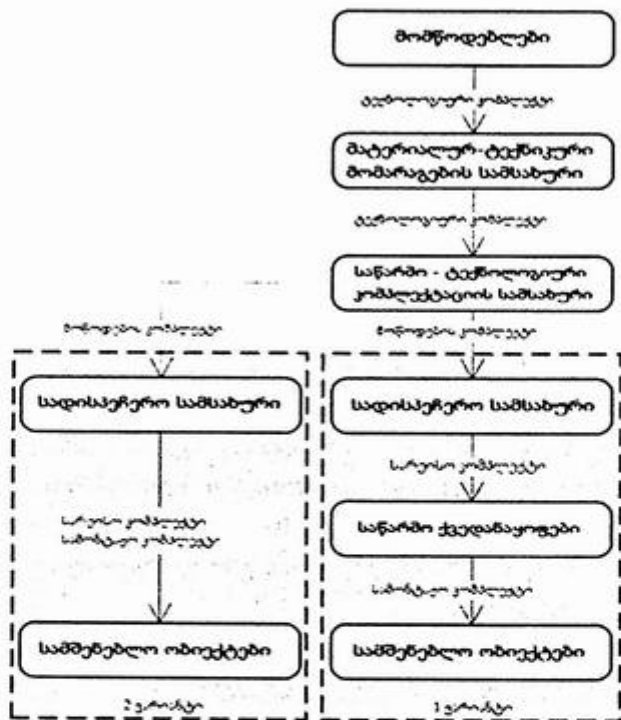 მომწოდებლები
ტექნოლოგიური კომპლექტი
მატერიალურ-ტექნიკური
მომარაგების სამსახური
ტექნოლოგიური კომპლექტი
საწარმო - ტექნოლოგიური
კომპლექტაციის სამსახური
მოწოდების კომპლექტი
მოწოდების კომპლექტი
სადისპეჩერო სამსახური
სადისპეჩერო სამსახური
სარეისო კომპლექტი
სარეისო კომპლექტი
სამონტაჟო კომპლექტი
საწარმო ქვედანაყოფები
სამონტაჟო კომპლექტი
სამშენებლო ობიექტები
სამშენებლო ობიექტები
2 ვარიანტი
1 ვარიანტი